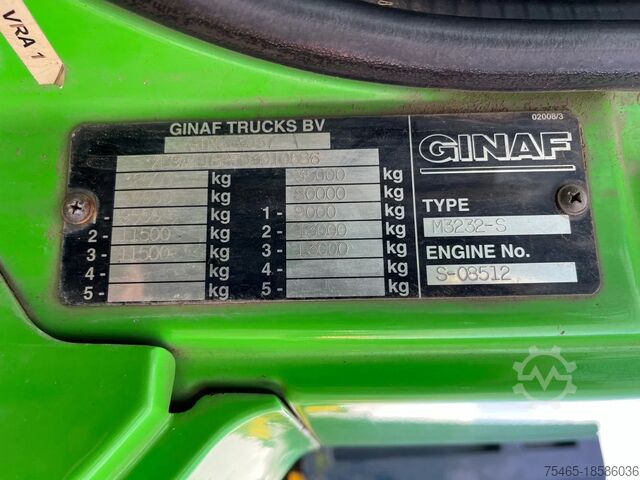 VRA 1
02008/3
GINAF TRUCKS BV
GINAF
kg kg
kg 80000 kg
1- 9000 kg
kg
2- 11500 kg 2- 13000 kg
3- 11500 kg 3- 13000 kg
4- kg 4- kg
5- kg 5- kg
TYPE
M3232-S
ENGINE No.
S-08512
75465-18586036